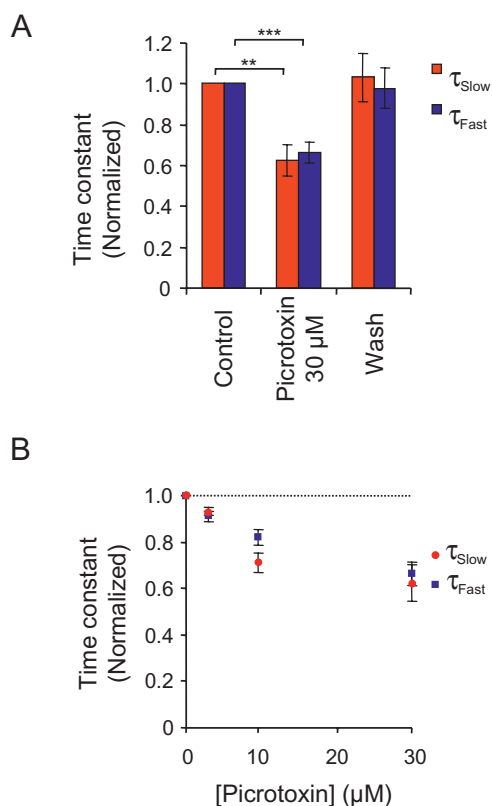 A
Time constant
(Normalized)
1.2
1.0
0.8
0.6
0.4
0.2
0
***
**
τSlow
τFast
Control
Picrotoxin
30 µM
Wash
B
Time constant
(Normalized)
1.0
0.8
0.6
0.4
0.2
0
τSlow
τFast
0 10 20 30
[Picrotoxin] (µM)